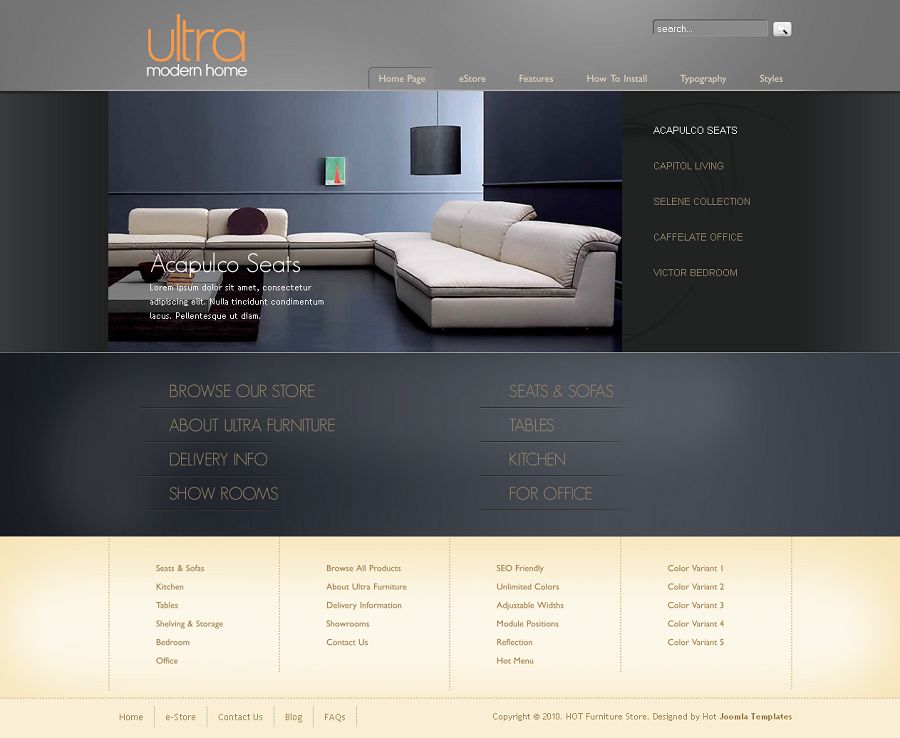 ultra
modern home
search...
Home Page
eStore
Features
How To Install
Typography
Styles
Acapulco Seats
Lorem ipsum dolor sit amet, consectetur
adipiscing elit. Nulla tincidunt condimentum
lacus. Pellentesque ut diam.
ACAPULCO SEATS
CAPITOL LIVING
SELENE COLLECTION
CAFFELATE OFFICE
VICTOR BEDROOM
BROWSE OUR STORE
ABOUT ULTRA FURNITURE
DELIVERY INFO
SHOW ROOMS
SEATS & SOFAS
TABLES
KITCHEN
FOR OFFICE
Seats & Sofas
Kitchen
Tables
Shelving & Storage
Bedroom
Office
Browse All Products
About Ultra Furniture
Delivery Information
Showrooms
Contact Us
SEO Friendly
Unlimited Colors
Adjustable Widths
Module Positions
Reflection
Hot Menu
Color Variant 1
Color Variant 2
Color Variant 3
Color Variant 4
Color Variant 5
Home
e-Store
Contact Us
Blog
FAQs
Copyright © 2010. HOT Furniture Store. Designed by Hot Joomla Templates